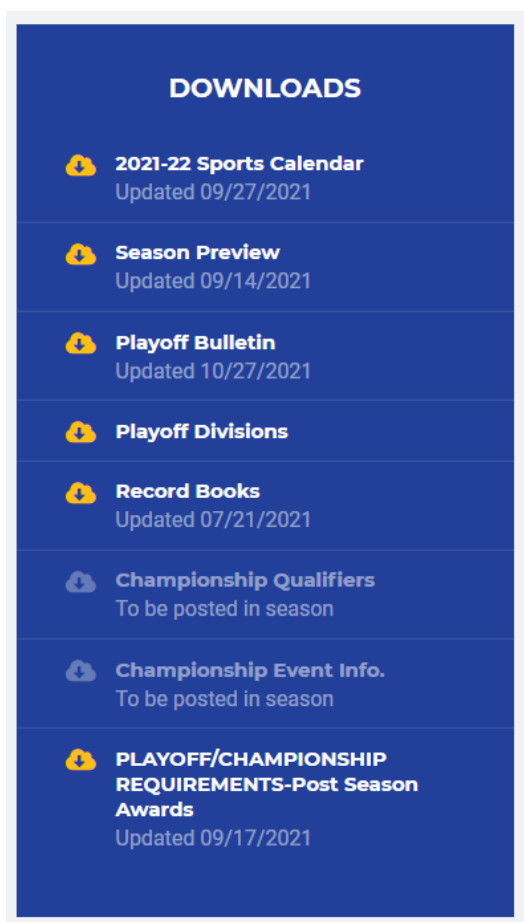 DOWNLOADS
2021-22 Sports Calendar
Updated 09/27/2021
Season Preview
Updated 09/14/2021
Playoff Bulletin
Updated 10/27/2021
Playoff Divisions
Record Books
Updated 07/21/2021
Championship Qualifiers
To be posted in season
Championship Event Info.
To be posted in season
PLAYOFF/CHAMPIONSHIP
REQUIREMENTS-Post Season
Awards
Updated 09/17/2021